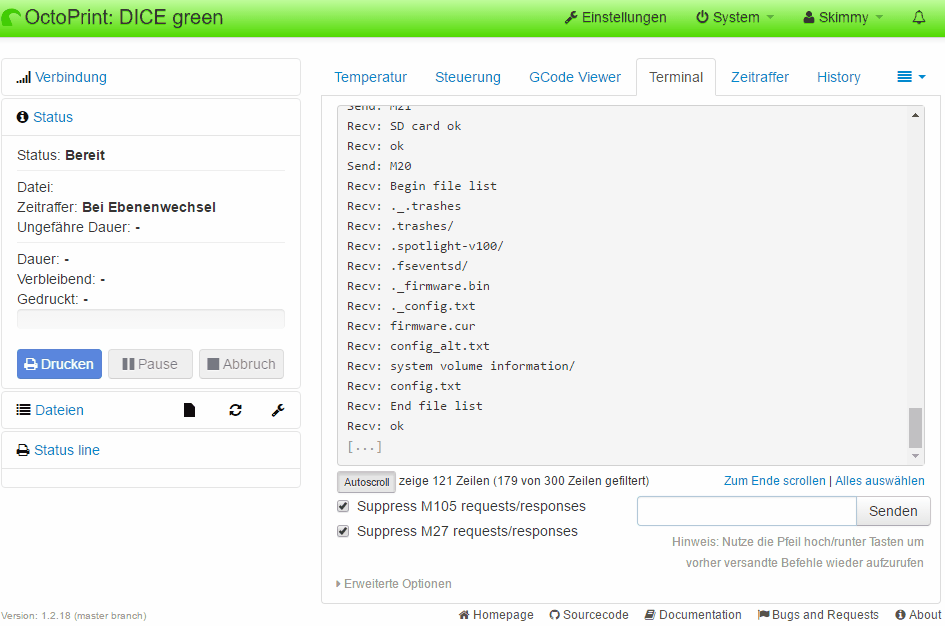 OctoPrint: DICE green
Einstellungen
System
Skimmy
Verbindung
Status
Status: Bereit
Datei:
Zeitraffer: Bei Ebenenwechsel
Ungefähre Dauer: -
Dauer: -
Verbleibend: -
Gedruckt: -
Drucken
Pause
Abbruch
Dateien
Status line
Temperatur
Steuerung
GCode Viewer
Terminal
Zeitraffer
History
Send: M21
Recv: SD card ok
Recv: ok
Send: M20
Recv: Begin file list
Recv: ._.trashes
Recv: .trashes/
Recv: .spotlight-v100/
Recv: .fseventsd/
Recv: ._firmware.bin
Recv: ._config.txt
Recv: firmware.cur
Recv: config_alt.txt
Recv: system volume information/
Recv: config.txt
Recv: End file list
Recv: ok
[...]
Autoscroll zeige 121 Zeilen (179 von 300 Zeilen gefiltert)
Zum Ende scrollen | Alles auswählen
Suppress M105 requests/responses
Suppress M27 requests/responses
Senden
Hinweis: Nutze die Pfeil hoch/runter Tasten um
vorher versandte Befehle wieder aufzurufen
Erweiterte Optionen
Version: 1.2.18 (master branch)
Homepage
Sourcecode
Documentation
Bugs and Requests
About